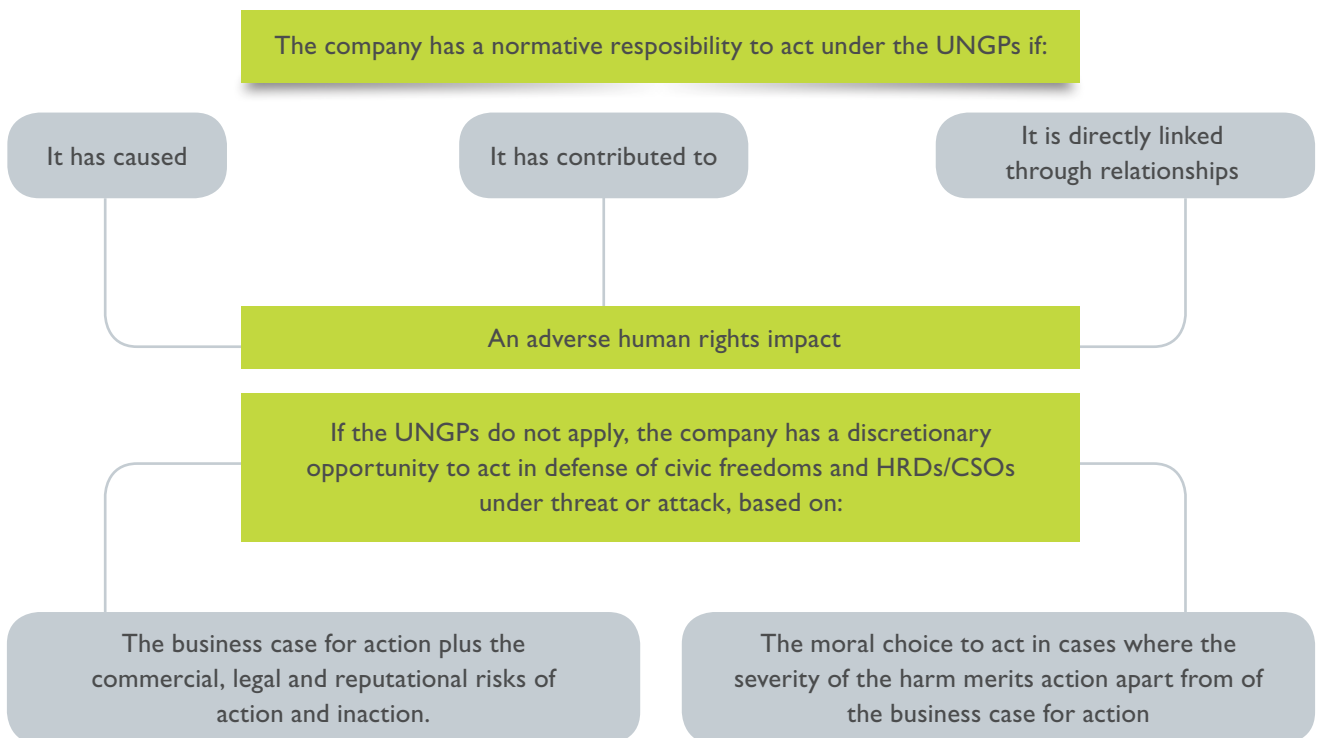 The company has a normative resposibility to act under the UNGPs if:
It has caused
It has contributed to
It is directly linked
through relationships
An adverse human rights impact
If the UNGPs do not apply, the company has a discretionary
opportunity to act in defense of civic freedoms and HRDs/CSOs
under threat or attack, based on:
The business case for action plus the
commercial, legal and reputational risks of
action and inaction.
The moral choice to act in cases where the
severity of the harm merits action apart from of
the business case for action